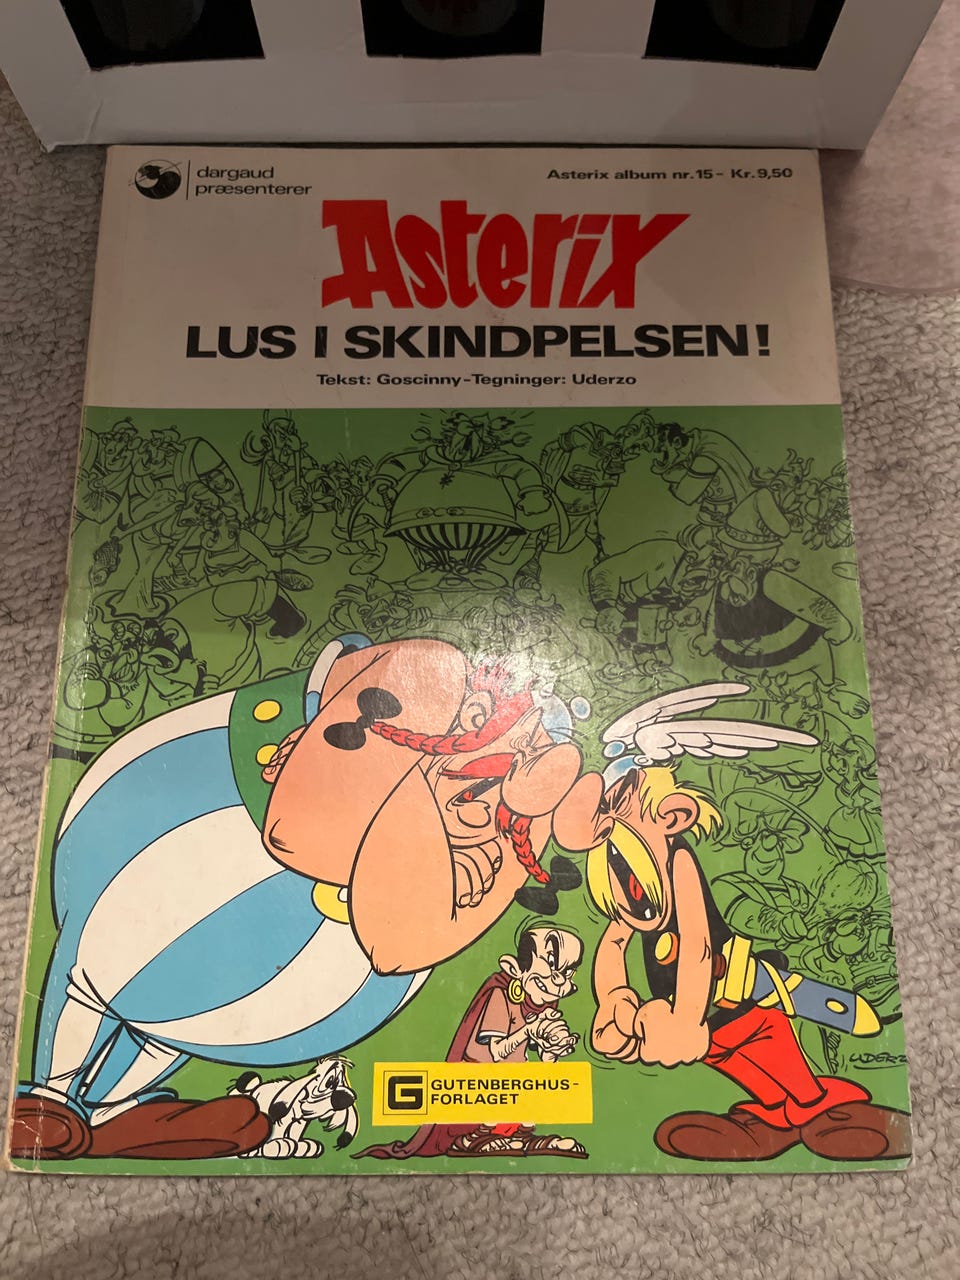 dargaud
præsenterer
Asterix album nr.15 - Kr.9,50
Asterix
LUS I SKINDPELSEN!
Tekst: Goscinny - Tegninger: Uderzo
UDERZO
G GUTENBERGHUS-
FORLAGET